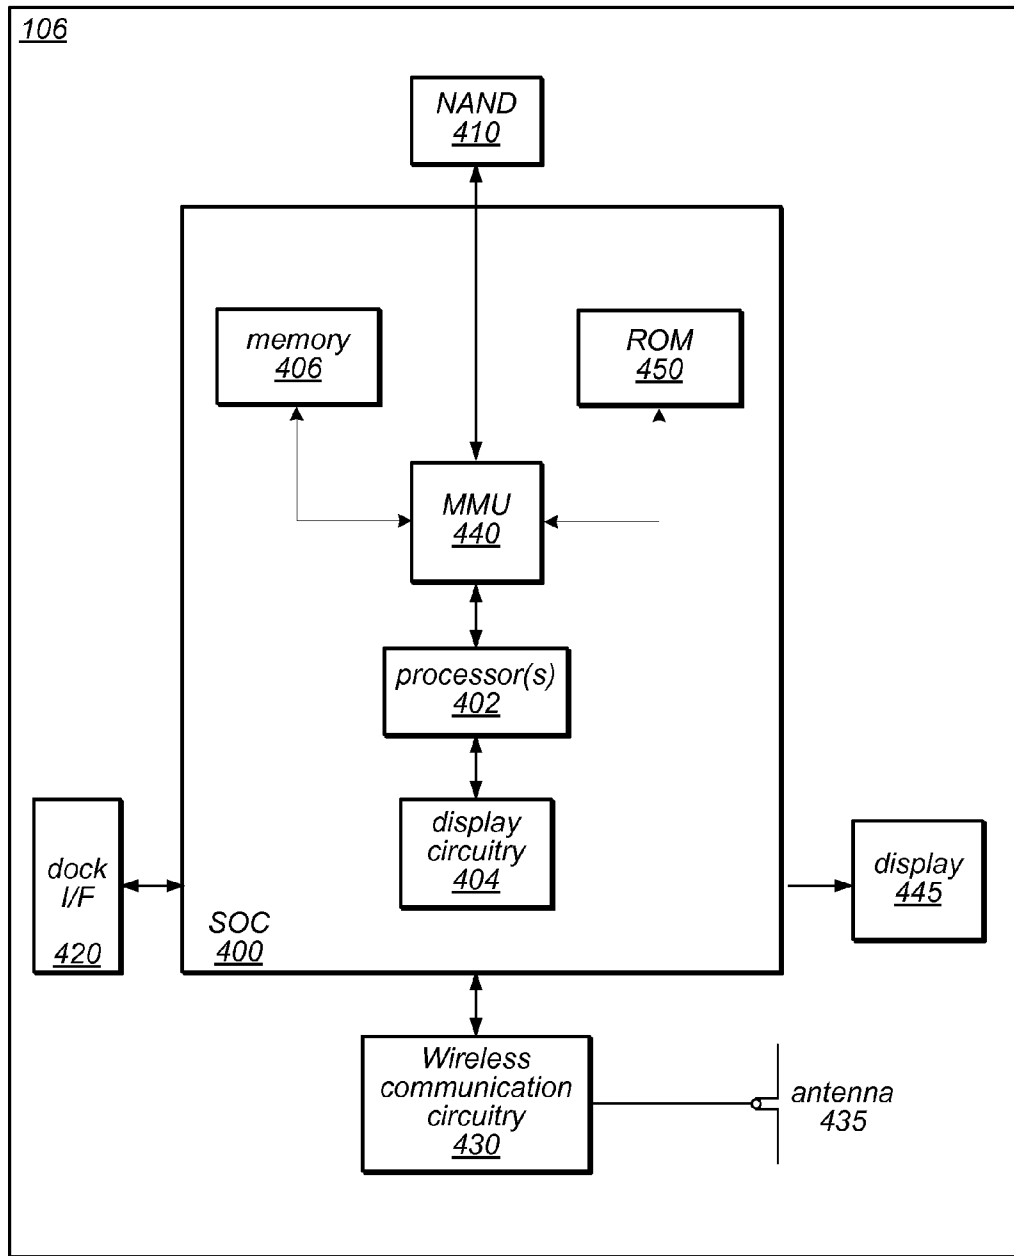 106
NAND
410
memory
406
ROM
450
MMU
440
processor(s)
402
display
circuitry
404
dock
I/F
420
SOC
400
display
445
Wireless
communication
circuitry
430
antenna
435